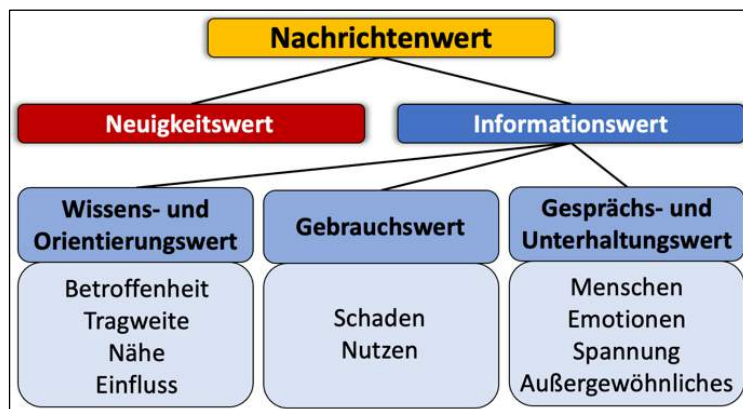 Nachrichtenwert
Neuigkeitswert
Informationswert
Wissens- und
Orientierungswert
Gebrauchswert
Gesprächs- und
Unterhaltungswert
Betroffenheit
Tragweite
Nähe
Einfluss
Schaden
Nutzen
Menschen
Emotionen
Spannung
Außergewöhnliches